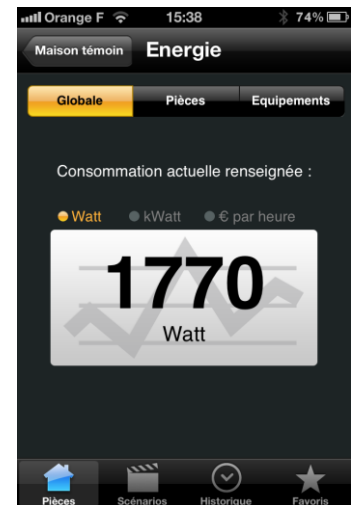 Orange F 15:38 74%
Maison témoin Energie
Globale Pièces Equipements
Consommation actuelle renseignée :
Watt kWatt € par heure
1770
Watt
Pièces Scénarios Historique Favoris